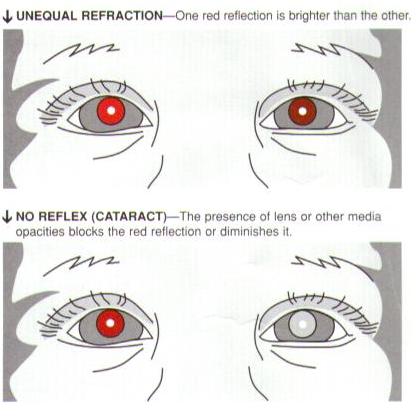 ↓ UNEQUAL REFRACTION—One red reflection is brighter than the other.
↓ NO REFLEX (CATARACT)—The presence of lens or other media
opacities blocks the red reflection or diminishes it.